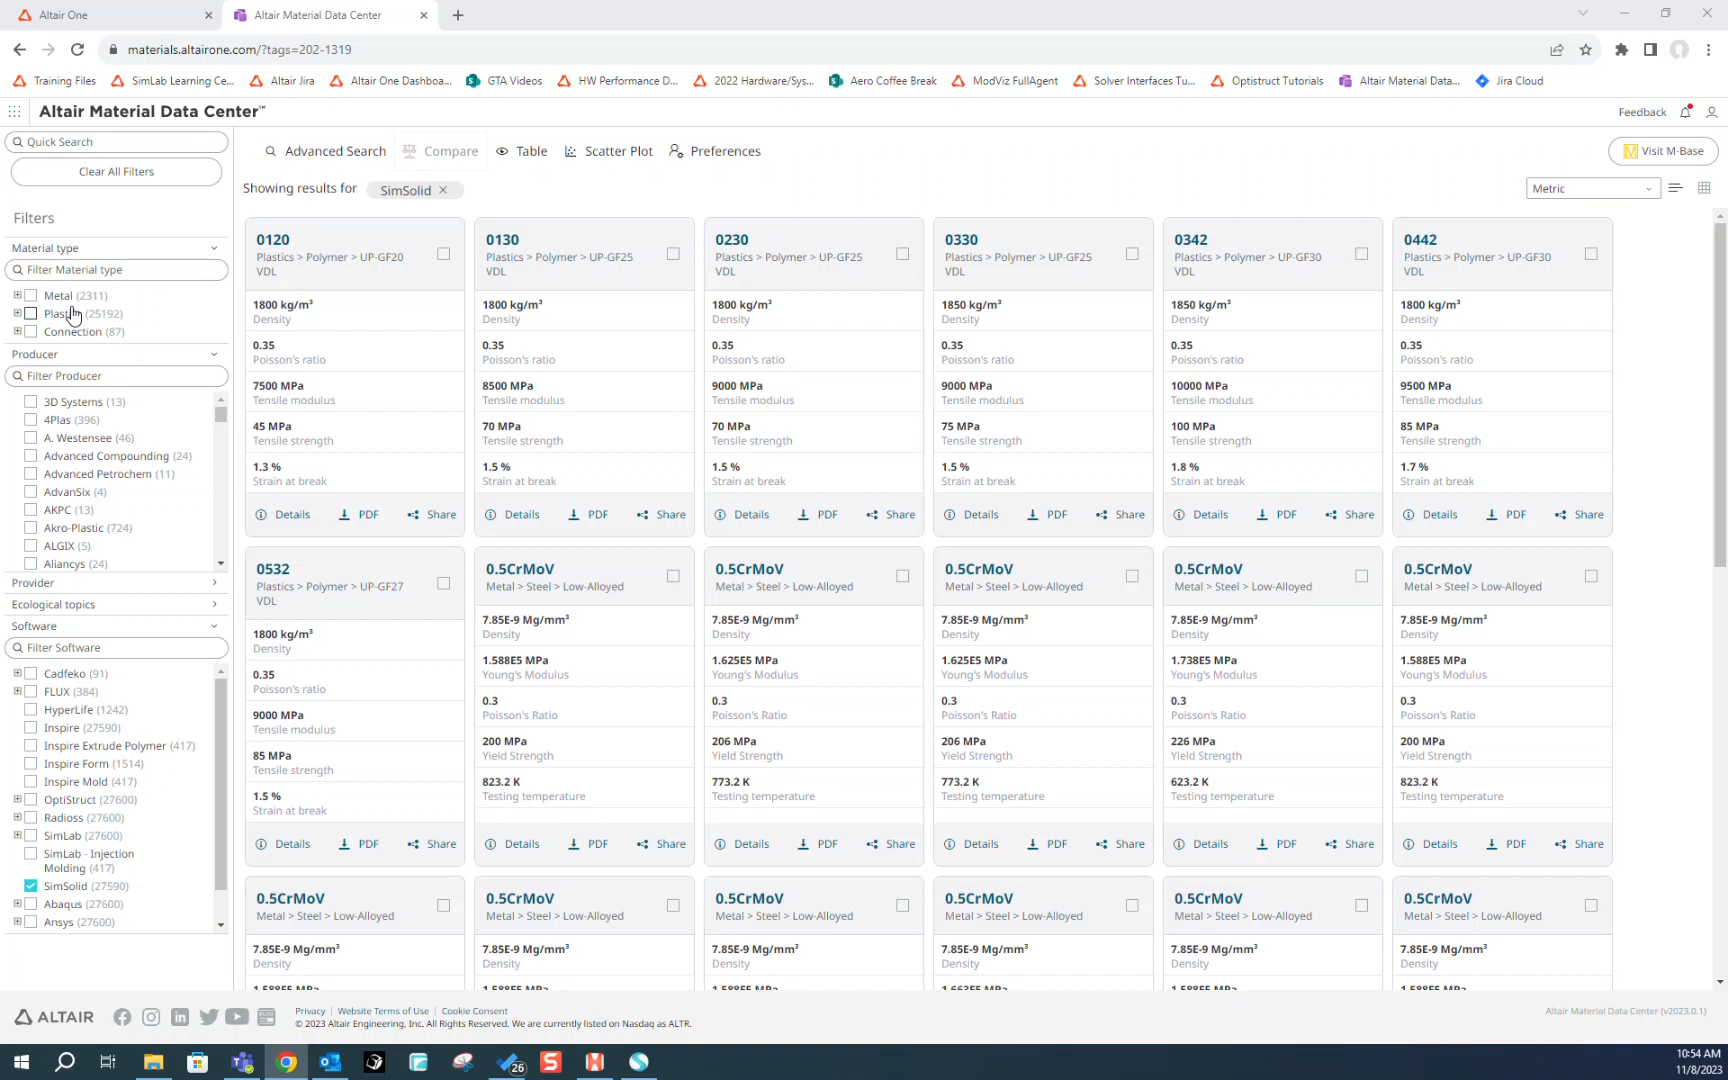 Altair One
Altair Material Data Center
materials.altairone.com/?tags=202-1319
Training Files SimLab Learning Ce... Altair Jira Altair One Dashboa... GTA Videos HW Performance D... 2022 Hardware/Sys... Aero Coffee Break ModViz FullAgent Solver Interfaces Tu... Optistruct Tutorials Altair Material Data... Jira Cloud
Altair Material Data Center™
Feedback
Quick Search
Clear All Filters
Filters
Material type
Filter Material type
Metal (2311)
(25192)
Connection (87)
Producer
Filter Producer
3D Systems (13)
4Plas (396)
A. Westensee (46)
Advanced Compounding (24)
Advanced Petrochem (11)
AdvanSix (4)
AKPC (13)
Akro-Plastic (724)
ALGIX (5)
Aliancys (24)
Provider
Ecological topics
Software
Filter Software
Cadfeko (91)
FLUX (384)
HyperLife (1242)
Inspire (27590)
Inspire Extrude Polymer (417)
Inspire Form (1514)
Inspire Mold (417)
OptiStruct (27600)
Radioss (27600)
SimLab (27600)
SimLab - Injection
Molding (417)
SimSolid (27590)
Abaqus (27600)
Ansys (27600)
Advanced Search Compare Table Scatter Plot Preferences
Visit M-Base
Showing results for SimSolid
Metric
0120
Plastics > Polymer > UP-GF20
VDL
1800 kg/m³
Density
0.35
Poisson's ratio
7500 MPa
Tensile modulus
45 MPa
Tensile strength
1.3 %
Strain at break
Details PDF Share
0130
Plastics > Polymer > UP-GF25
VDL
1800 kg/m³
Density
0.35
Poisson's ratio
8500 MPa
Tensile modulus
70 MPa
Tensile strength
1.5 %
Strain at break
Details PDF Share
0230
Plastics > Polymer > UP-GF25
VDL
1800 kg/m³
Density
0.35
Poisson's ratio
9000 MPa
Tensile modulus
70 MPa
Tensile strength
1.5 %
Strain at break
Details PDF Share
0330
Plastics > Polymer > UP-GF25
VDL
1850 kg/m³
Density
0.35
Poisson's ratio
9000 MPa
Tensile modulus
75 MPa
Tensile strength
1.5 %
Strain at break
Details PDF Share
0342
Plastics > Polymer > UP-GF30
VDL
1850 kg/m³
Density
0.35
Poisson's ratio
10000 MPa
Tensile modulus
100 MPa
Tensile strength
1.8 %
Strain at break
Details PDF Share
0442
Plastics > Polymer > UP-GF30
VDL
1800 kg/m³
Density
0.35
Poisson's ratio
9500 MPa
Tensile modulus
85 MPa
Tensile strength
1.7 %
Strain at break
Details PDF Share
0532
Plastics > Polymer > UP-GF27
VDL
1800 kg/m³
Density
0.35
Poisson's ratio
9000 MPa
Tensile modulus
85 MPa
Tensile strength
1.5 %
Strain at break
Details PDF Share
0.5CrMoV
Metal > Steel > Low-Alloyed
7.85E-9 Mg/mm³
Density
1.588E5 MPa
Young's Modulus
0.3
Poisson's Ratio
200 MPa
Yield Strength
823.2 K
Testing temperature
Details PDF Share
0.5CrMoV
Metal > Steel > Low-Alloyed
7.85E-9 Mg/mm³
Density
1.625E5 MPa
Young's Modulus
0.3
Poisson's Ratio
206 MPa
Yield Strength
773.2 K
Testing temperature
Details PDF Share
0.5CrMoV
Metal > Steel > Low-Alloyed
7.85E-9 Mg/mm³
Density
1.625E5 MPa
Young's Modulus
0.3
Poisson's Ratio
206 MPa
Yield Strength
773.2 K
Testing temperature
Details PDF Share
0.5CrMoV
Metal > Steel > Low-Alloyed
7.85E-9 Mg/mm³
Density
1.738E5 MPa
Young's Modulus
0.3
Poisson's Ratio
226 MPa
Yield Strength
623.2 K
Testing temperature
Details PDF Share
0.5CrMoV
Metal > Steel > Low-Alloyed
7.85E-9 Mg/mm³
Density
1.588E5 MPa
Young's Modulus
0.3
Poisson's Ratio
200 MPa
Yield Strength
823.2 K
Testing temperature
Details PDF Share
0.5CrMoV
Metal > Steel > Low-Alloyed
7.85E-9 Mg/mm³
Density
0.5CrMoV
Metal > Steel > Low-Alloyed
7.85E-9 Mg/mm³
Density
0.5CrMoV
Metal > Steel > Low-Alloyed
7.85E-9 Mg/mm³
Density
0.5CrMoV
Metal > Steel > Low-Alloyed
7.85E-9 Mg/mm³
Density
0.5CrMoV
Metal > Steel > Low-Alloyed
7.85E-9 Mg/mm³
Density
0.5CrMoV
Metal > Steel > Low-Alloyed
7.85E-9 Mg/mm³
Density
ALTAIR
Privacy | Website Terms of Use | Cookie Consent
© 2023 Altair Engineering, Inc. All Rights Reserved. We are currently listed on Nasdaq as ALTR.
Altair Material Data Center (v2023.0.1)
26
10:54 AM
11/8/2023